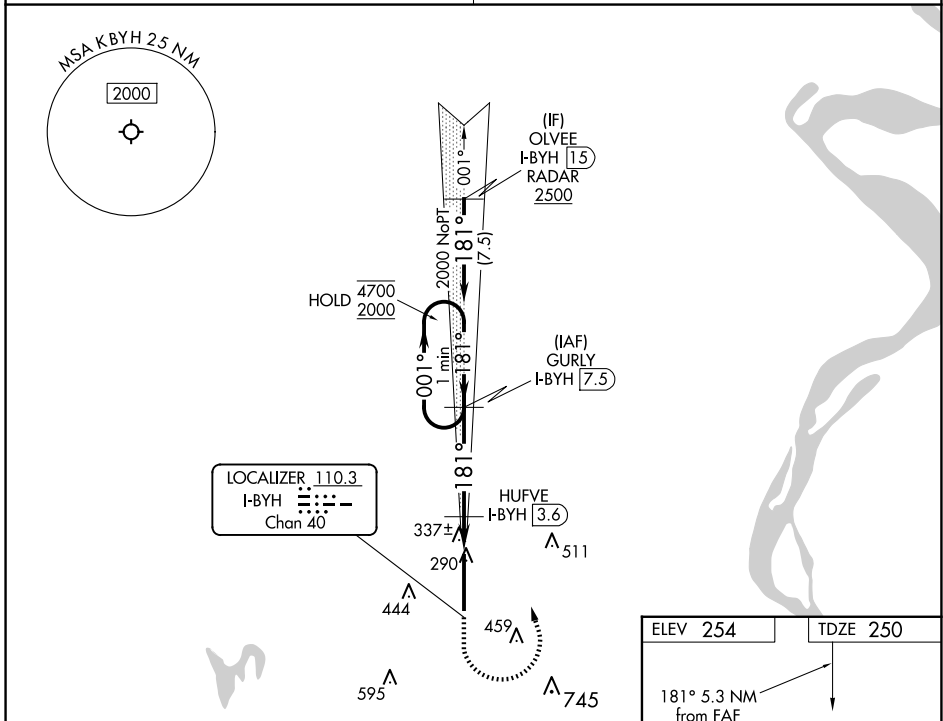 MSA KBYH 25 NM
2000
(IF)
OLVEE
I-BYH 15
RADAR
2500
001°
2000 NoPT
181°
(7.5)
HOLD 4700
2000
001°
1 min
181°
(IAF)
GURLY
I-BYH 7.5
181°
LOCALIZER 110.3
I-BYH
Chan 40
HUFVE
I-BYH 3.6
337±
511
290
444
459
595
745
ELEV 254
TDZE 250
181° 5.3 NM
from FAF